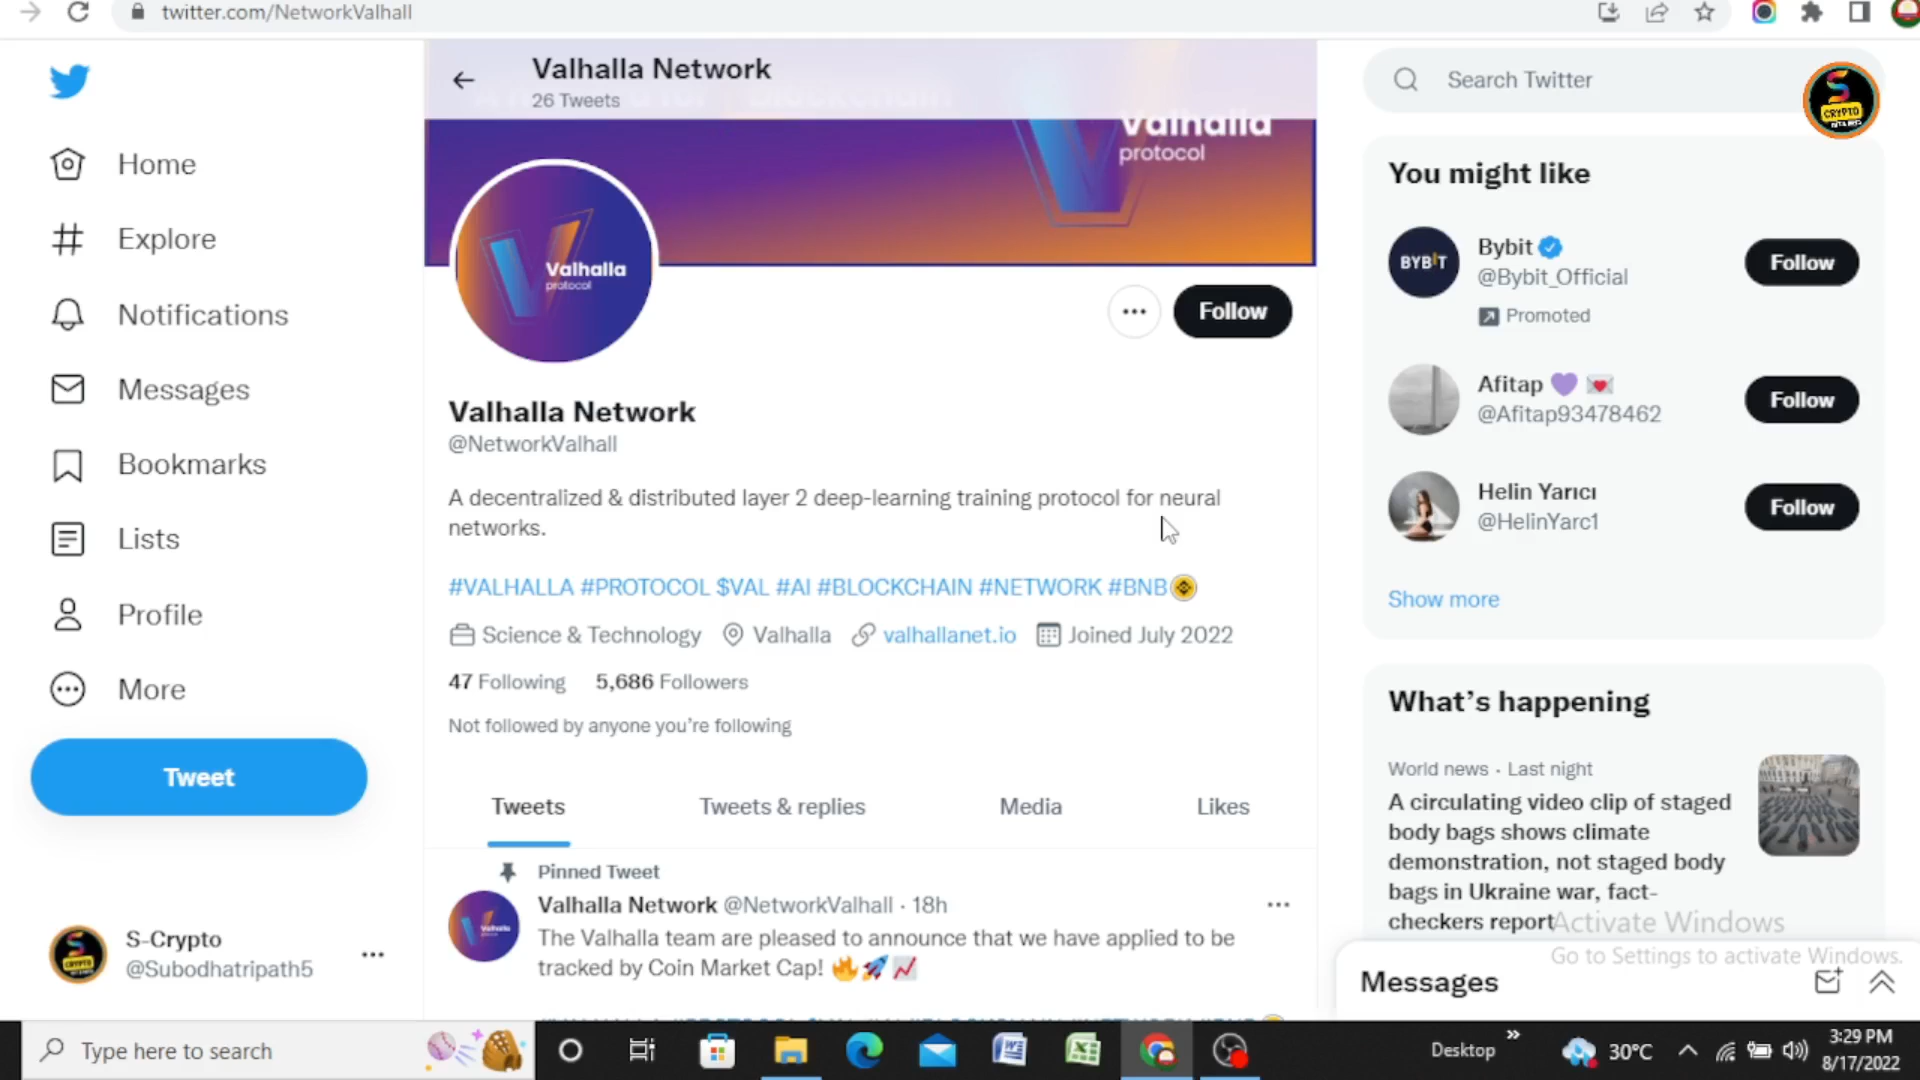 twitter.com/NetworkValhall
Valhalla Network
26 Tweets
Valhalla
protocol
Valhalla
protocol
Follow
Valhalla Network
@NetworkValhall
A decentralized & distributed layer 2 deep-learning training protocol for neural
networks.
#VALHALLA #PROTOCOL $VAL #AI #BLOCKCHAIN #NETWORK #BNB
Science & Technology Valhalla valhallanet.io Joined July 2022
47 Following 5,686 Followers
Not followed by anyone you're following
Tweets Tweets & replies Media Likes
Pinned Tweet
Valhalla Network @NetworkValhall · 18h
The Valhalla team are pleased to announce that we have applied to be
tracked by Coin Market Cap! 🔥🚀📈
Home
Explore
Notifications
Messages
Bookmarks
Lists
Profile
More
Tweet
S-Crypto
@Subodhatripath5
Search Twitter
CRYPTO
You might like
BYBIT
Bybit
@Bybit_Official
Promoted
Follow
Afitap 💜 💌
@Afitap93478462
Follow
Helin Yarıcı
@HelinYarc1
Follow
Show more
What's happening
World news · Last night
A circulating video clip of staged
body bags shows climate
demonstration, not staged body
bags in Ukraine war, fact-
checkers report
Activate Windows
Go to Settings to activate Windows.
Messages
Type here to search
Desktop
30°C
3:29 PM
8/17/2022